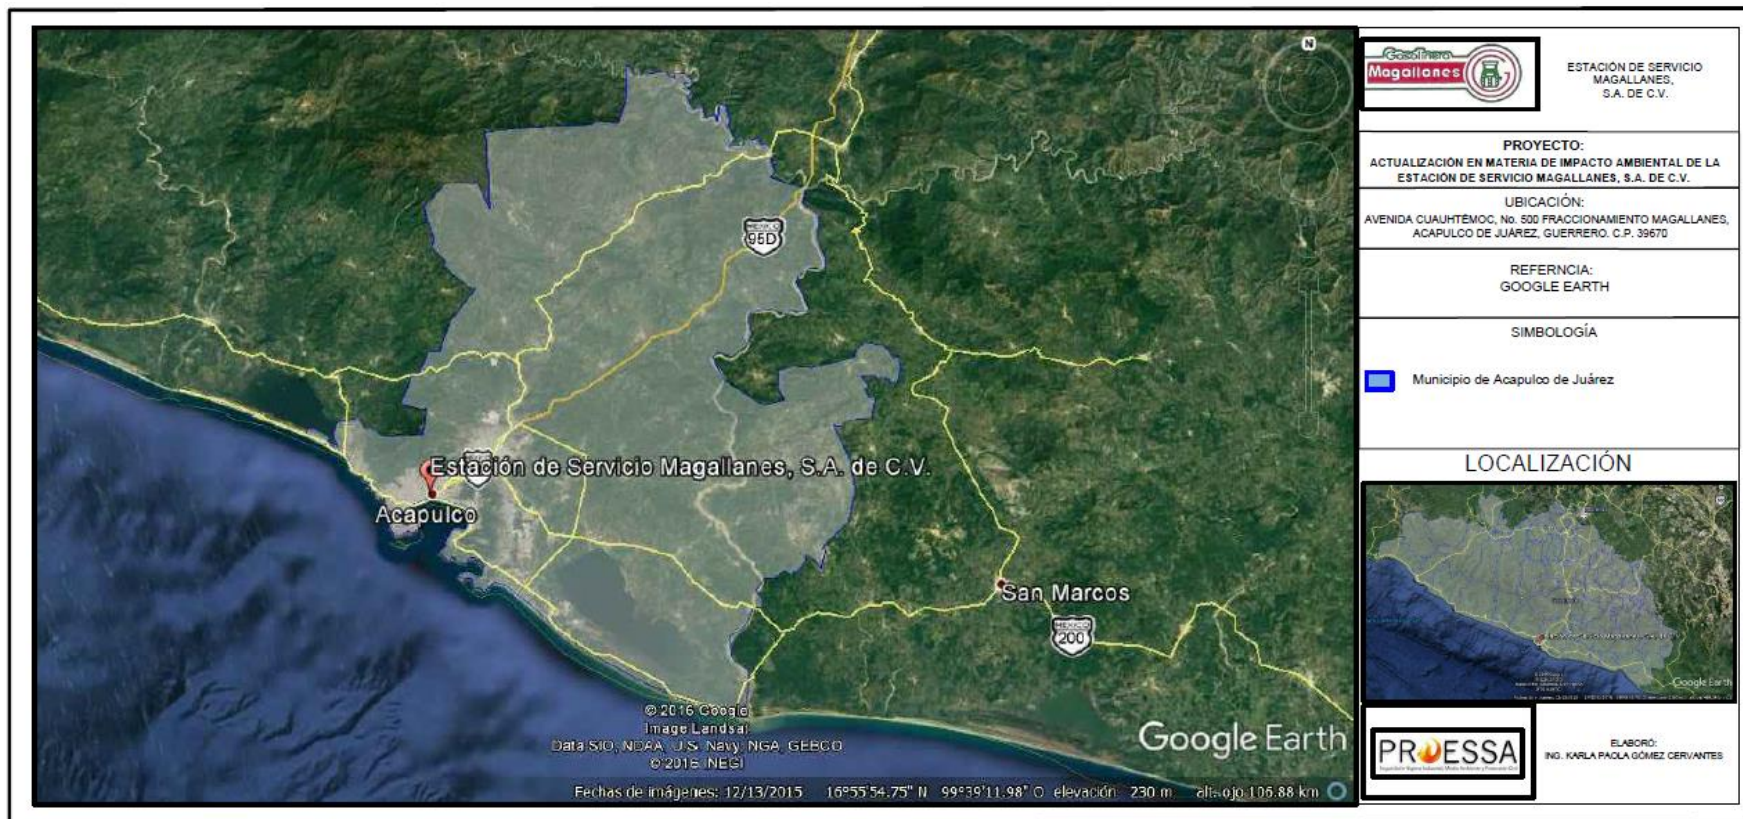 N
MEXICO
95D
Estación de Servicio Magallanes, S.A. de C.V.
Acapulco
San Marcos
MEXICO
200
© 2016 Google
Image Landsat
Data SIO, NOAA, U.S. Navy, NGA, GEBCO
© 2016 INEGI
Google Earth
Fechas de imágenes: 12/13/2015 16°55'54.75" N 99°39'11.98" O elevación 230 m alt. ojo 106.88 km
Gasolinera
Magallanes
ESTACIÓN DE SERVICIO
MAGALLANES,
S.A. DE C.V.
PROYECTO:
ACTUALIZACIÓN EN MATERIA DE IMPACTO AMBIENTAL DE LA
ESTACIÓN DE SERVICIO MAGALLANES, S.A. DE C.V.
UBICACIÓN:
AVENIDA CUAUHTÉMOC, No. 500 FRACCIONAMIENTO MAGALLANES,
ACAPULCO DE JUÁREZ, GUERRERO. C.P. 39670
REFERNCIA:
GOOGLE EARTH
SIMBOLOGÍA
Municipio de Acapulco de Juárez
LOCALIZACIÓN
Google Earth
PROESSA
ELABORÓ:
ING. KARLA PAOLA GÓMEZ CERVANTES